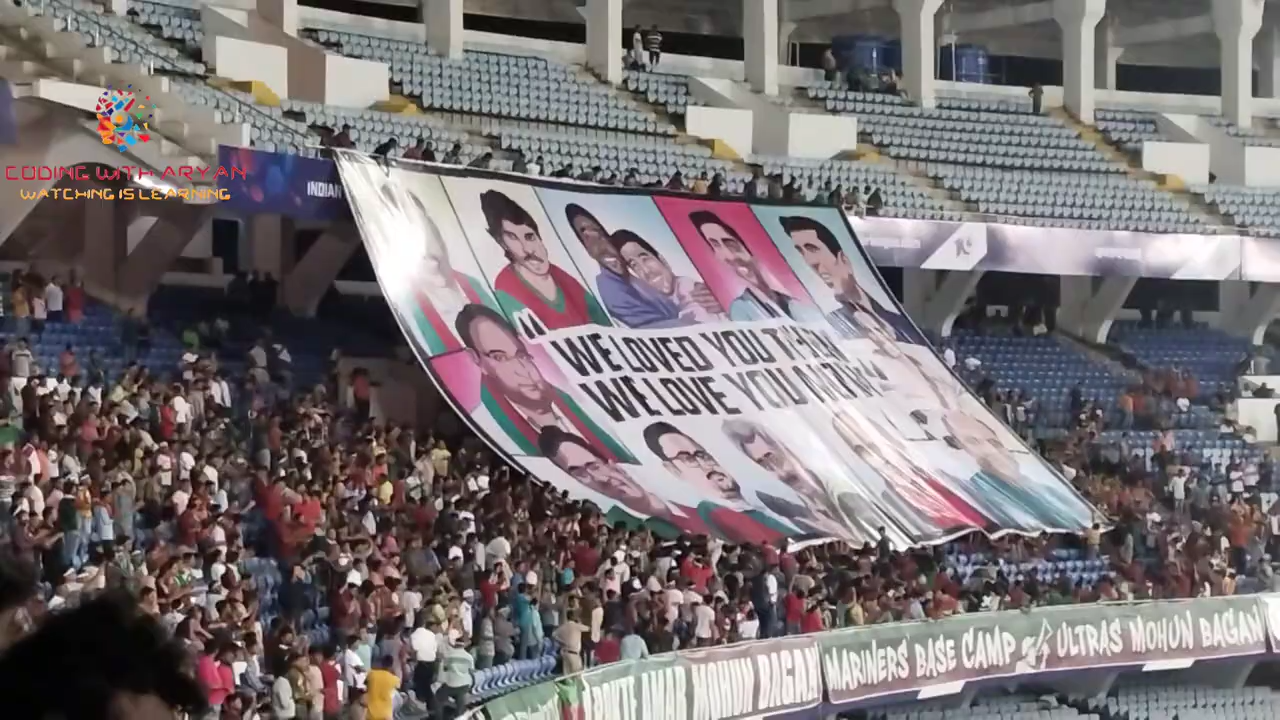 CODING WITH ARYAN
WATCHING IS LEARNING
INDIAN
“WE LOVED YOU THEN
WE LOVE YOU NOW”
AMAR MOHUN BAGAN
MARINERS BASE CAMP ULTRAS MOHUN BAGAN